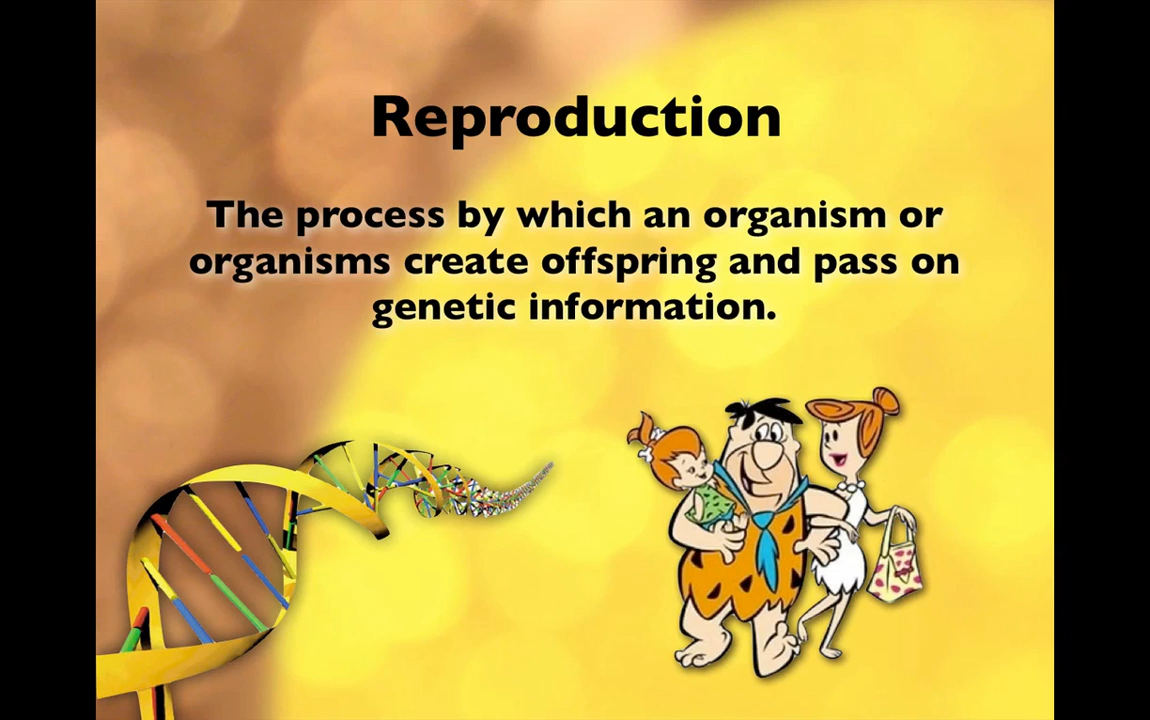 Reproduction
The process by which an organism or
organisms create offspring and pass on
genetic information.